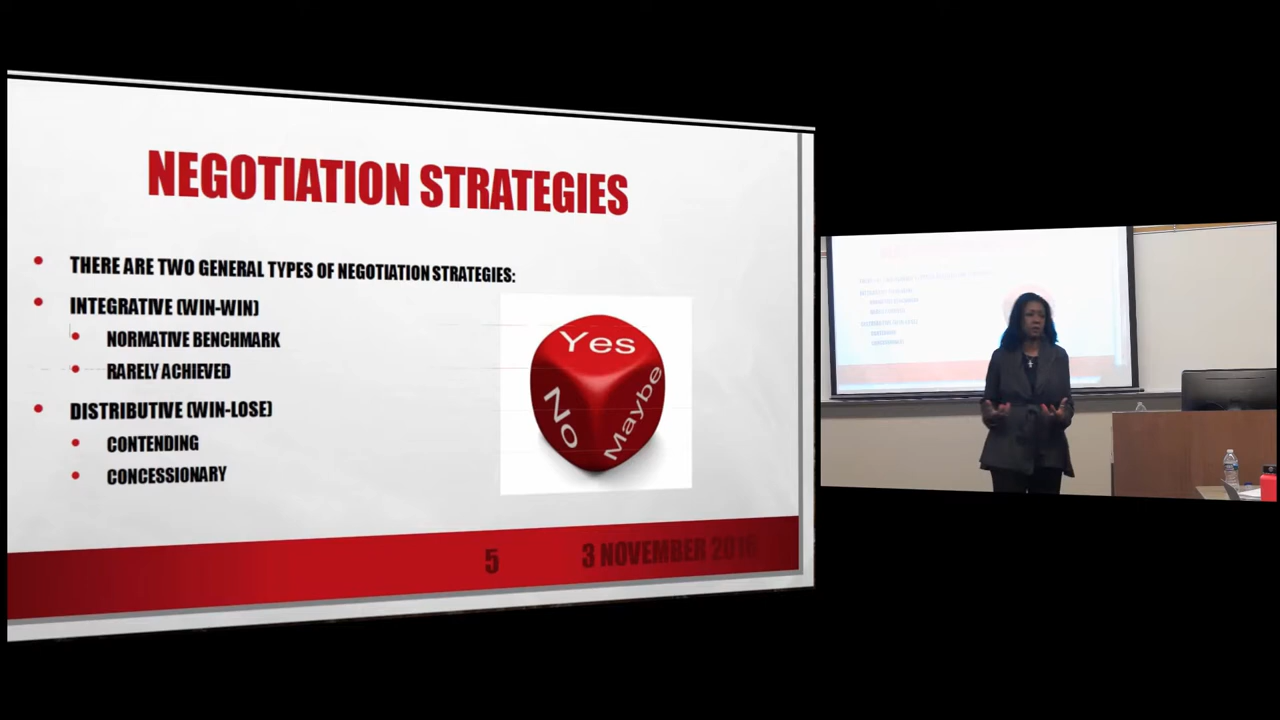 NEGOTIATION STRATEGIES
THERE ARE TWO GENERAL TYPES OF NEGOTIATION STRATEGIES:
INTEGRATIVE (WIN-WIN)
NORMATIVE BENCHMARK
RARELY ACHIEVED
DISTRIBUTIVE (WIN-LOSE)
CONTENDING
CONCESSIONARY
Yes
No
Maybe
5
3 NOVEMBER